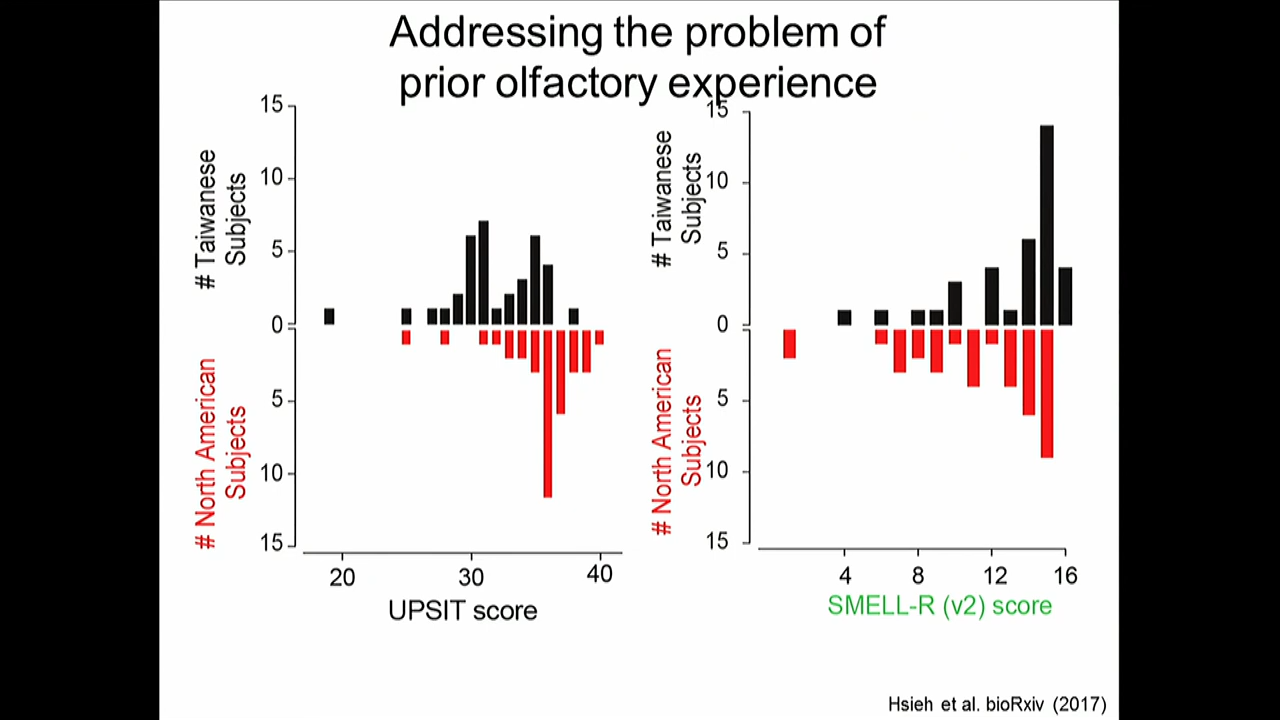 Addressing the problem of
prior olfactory experience
15
10
5
0
5
10
15
# Taiwanese
Subjects
# North American
Subjects
20
30
40
UPSIT score
15
10
5
0
5
10
15
# Taiwanese
Subjects
# North American
Subjects
4
8
12
16
SMELL-R (v2) score
Hsieh et al. bioRxiv (2017)